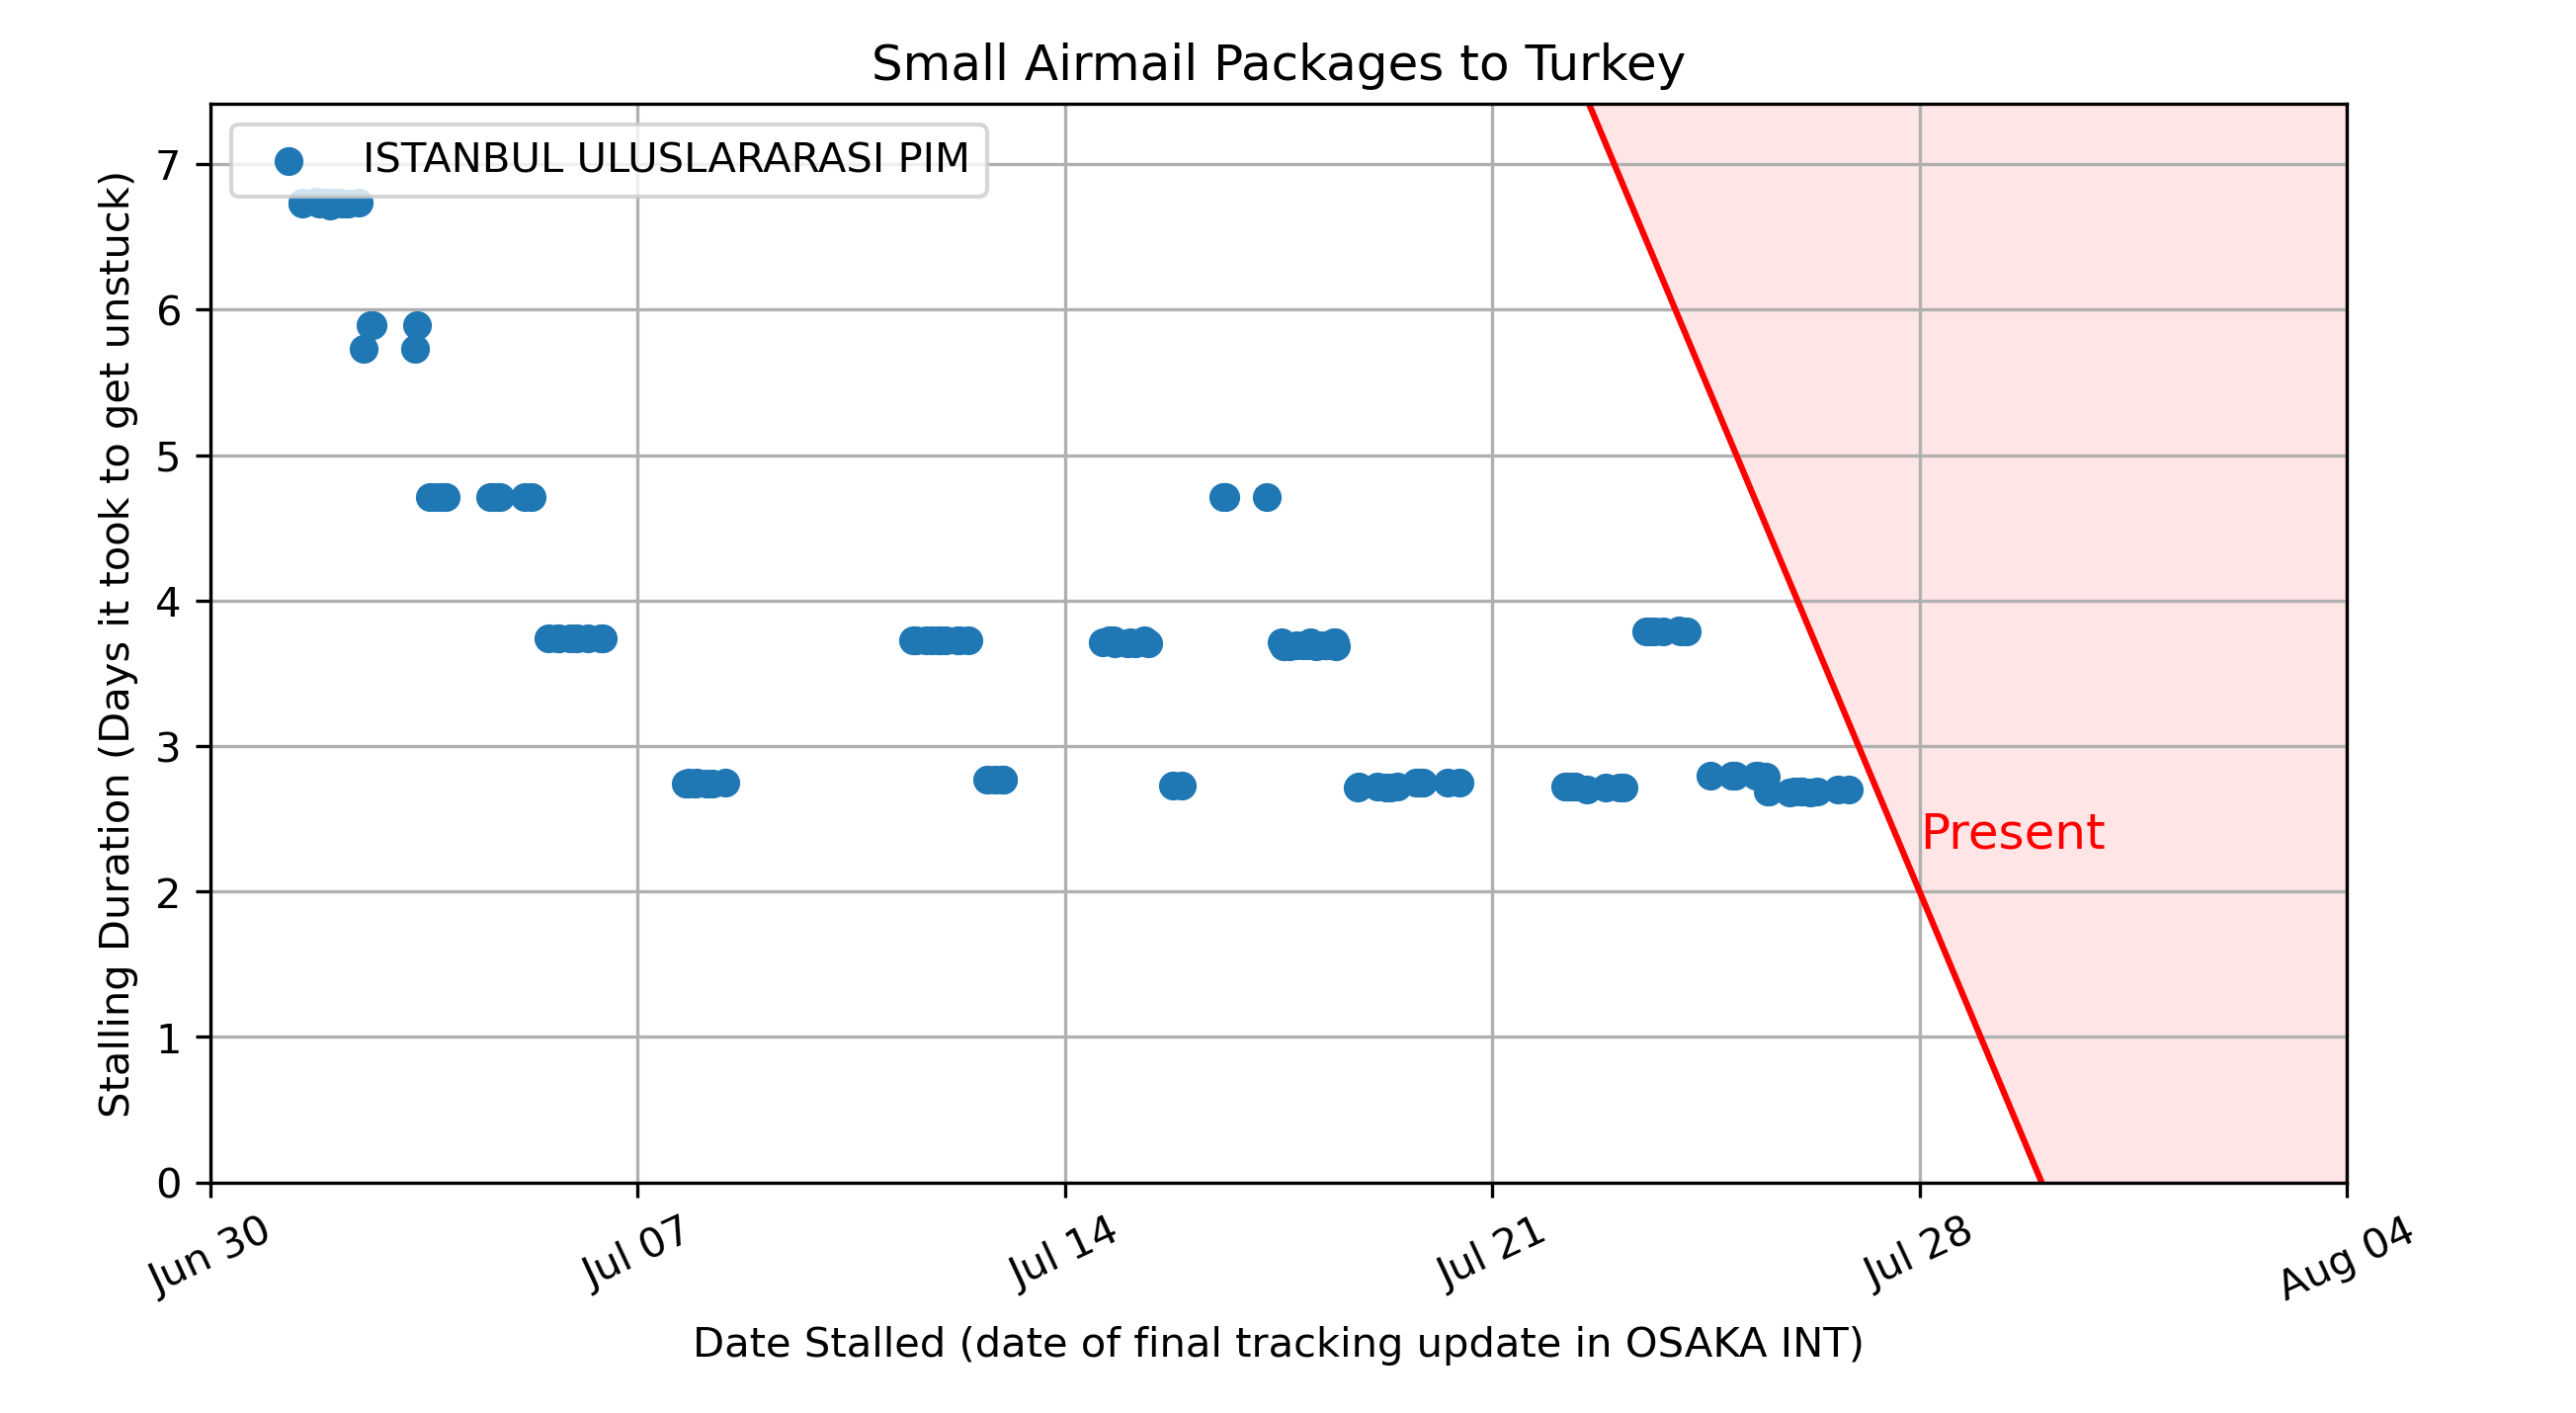 Small Airmail Packages to Turkey
ISTANBUL ULUSLARARASI PIM
Stalling Duration (Days it took to get unstuck)
7
6
5
4
3
2
1
0
Present
Jun 30
Jul 07
Jul 14
Jul 21
Jul 28
Aug 04
Date Stalled (date of final tracking update in OSAKA INT)